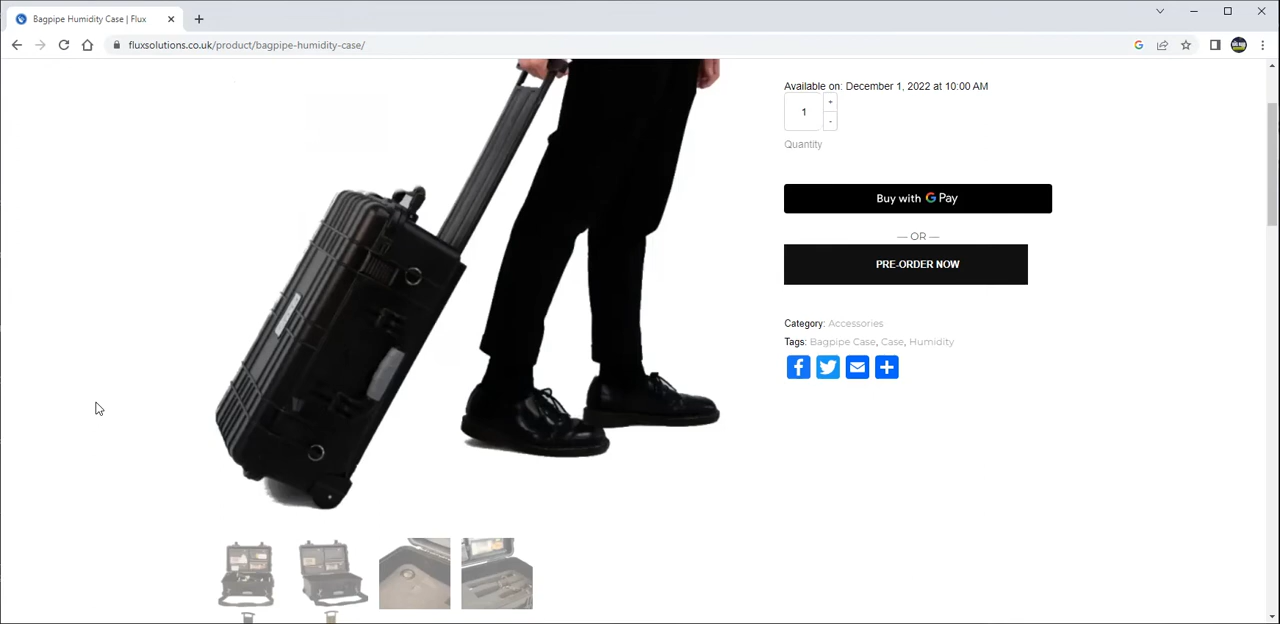 Bagpipe Humidity Case | Flux
fluxsolutions.co.uk/product/bagpipe-humidity-case/
Available on: December 1, 2022 at 10:00 AM
1
+
-
Quantity
Buy with G Pay
— OR —
PRE-ORDER NOW
Category: Accessories
Tags: Bagpipe Case, Case, Humidity